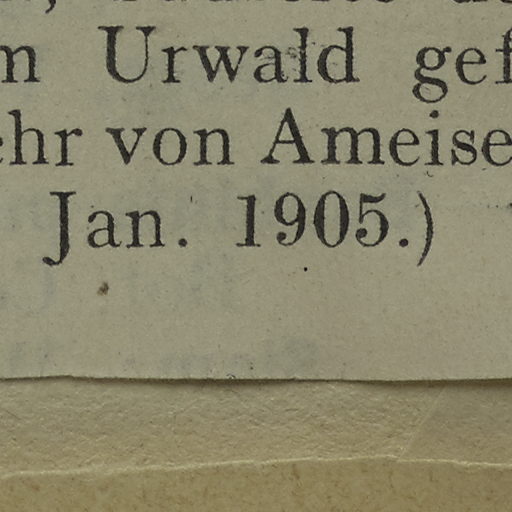 m Urwald gef
ehr von Ameise
Jan. 1905.)